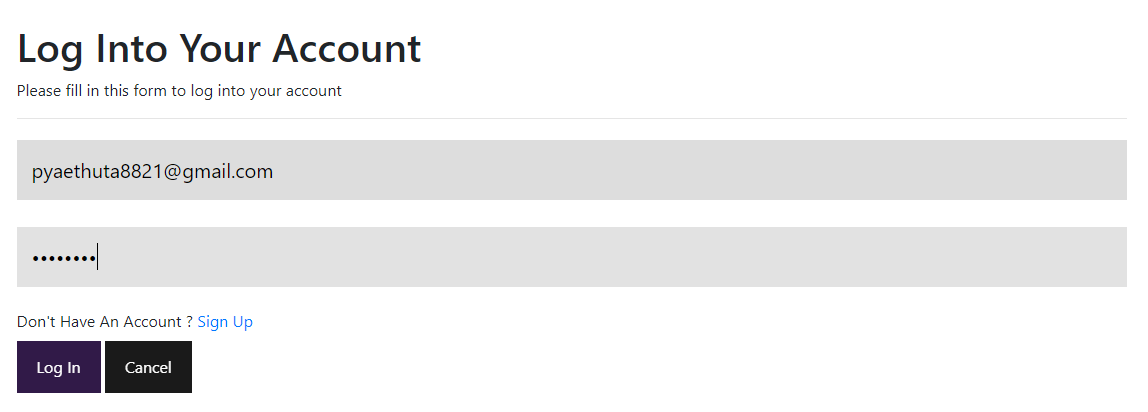 Log Into Your Account
Please fill in this form to log into your account
pyaethuta8821@gmail.com
••••••••
Don't Have An Account ? Sign Up
Log In Cancel